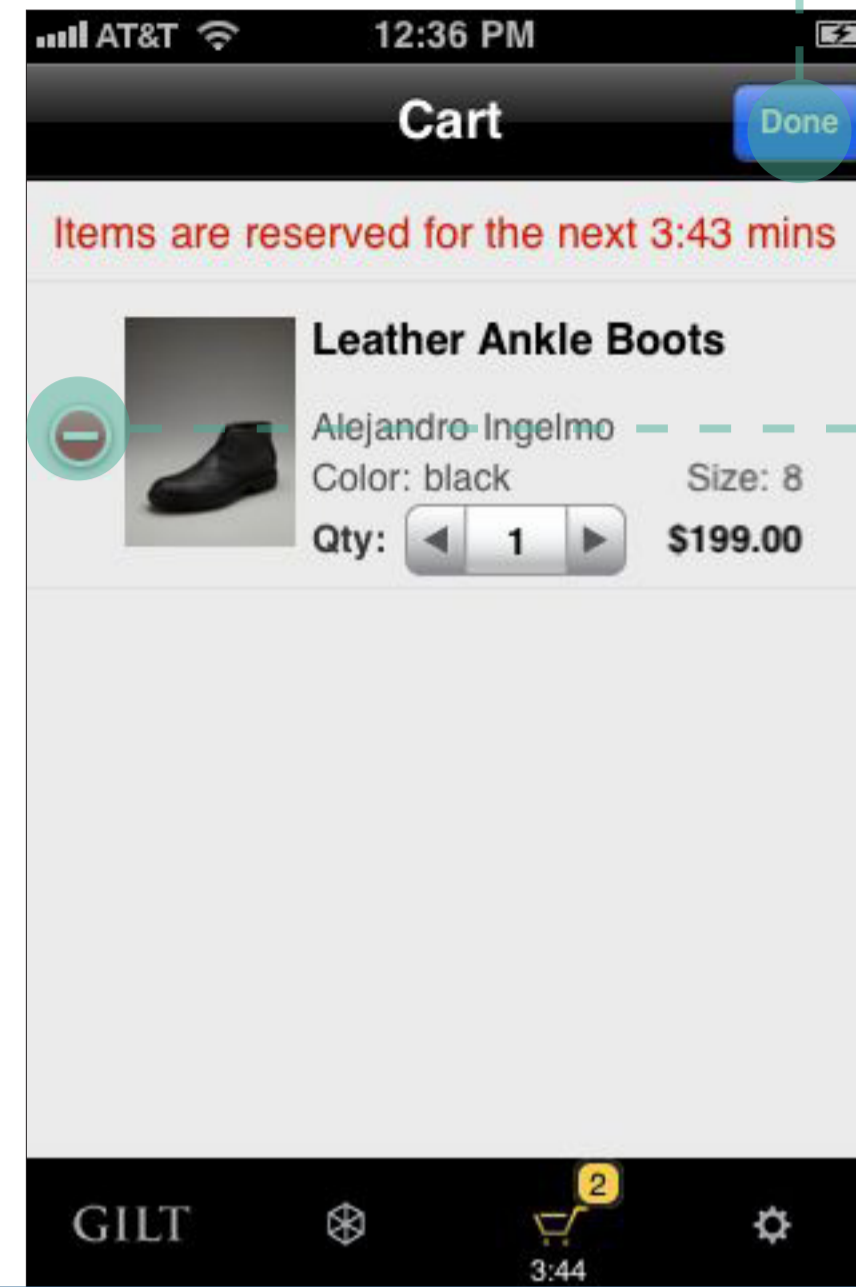 AT&T 12:36 PM
Cart Done
Items are reserved for the next 3:43 mins
Leather Ankle Boots
Alejandro Ingelmo
Color: black Size: 8
Qty: 1 $199.00
GILT 2
3:44